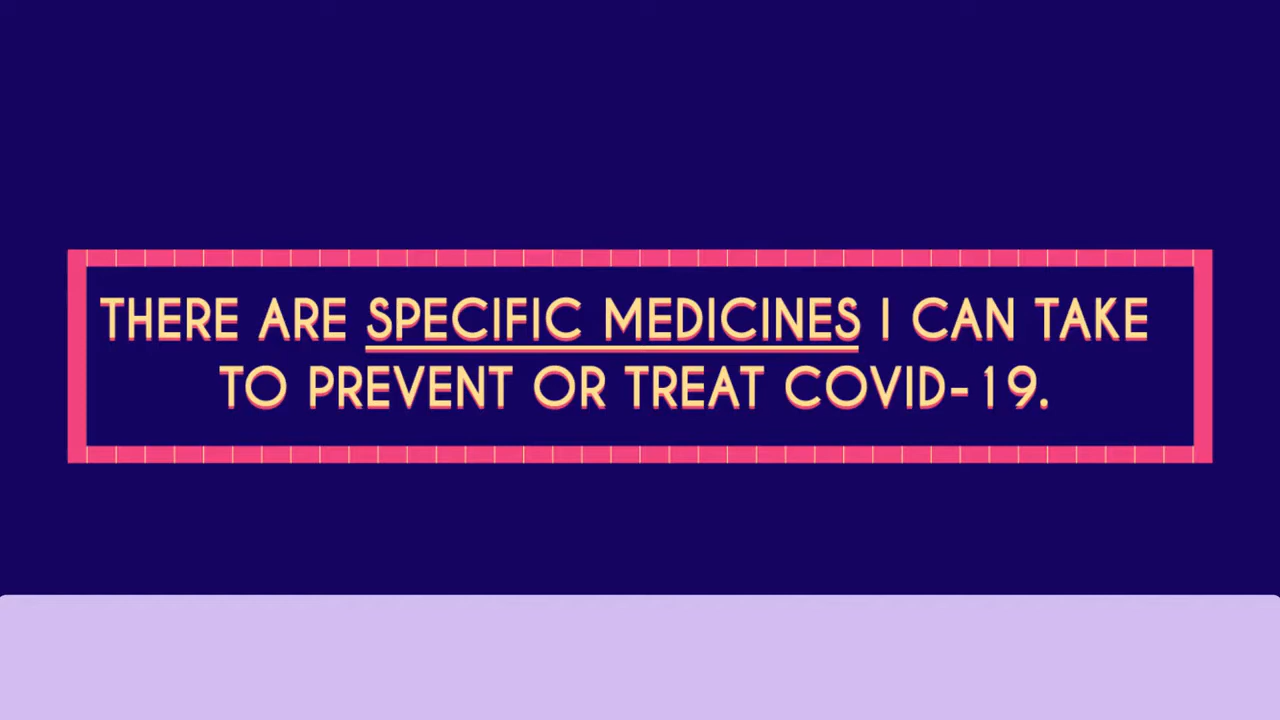 THERE ARE SPECIFIC MEDICINES I CAN TAKE
TO PREVENT OR TREAT COVID-19.